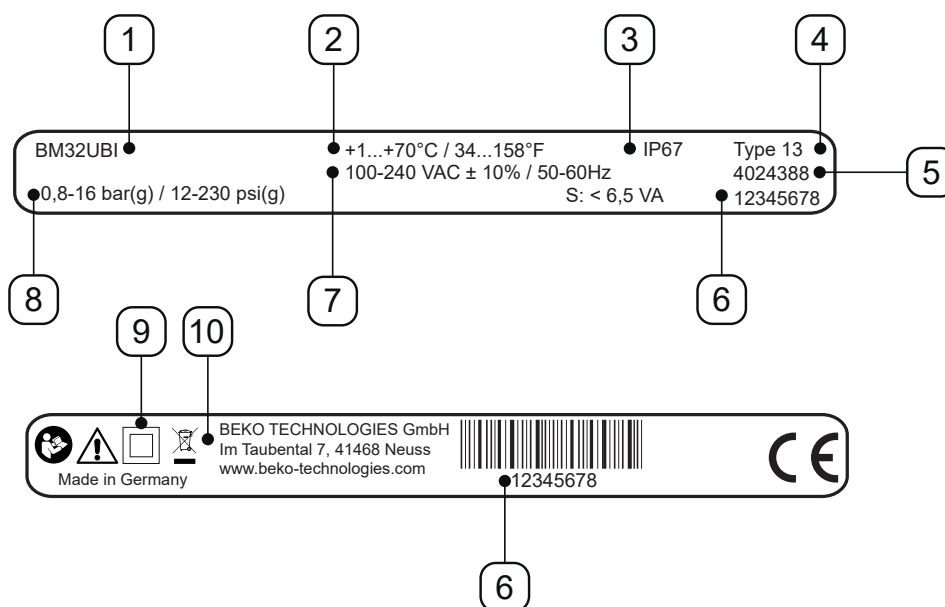 1 2 3 4
BM32UBI +1...+70°C / 34...158°F IP67 Type 13
100-240 VAC ± 10% / 50-60Hz 4024388 5
0,8-16 bar(g) / 12-230 psi(g) S: < 6,5 VA 12345678
8 7 6
9 10
BEKO TECHNOLOGIES GmbH
Im Taubental 7, 41468 Neuss
www.beko-technologies.com
Made in Germany
12345678
CE
6